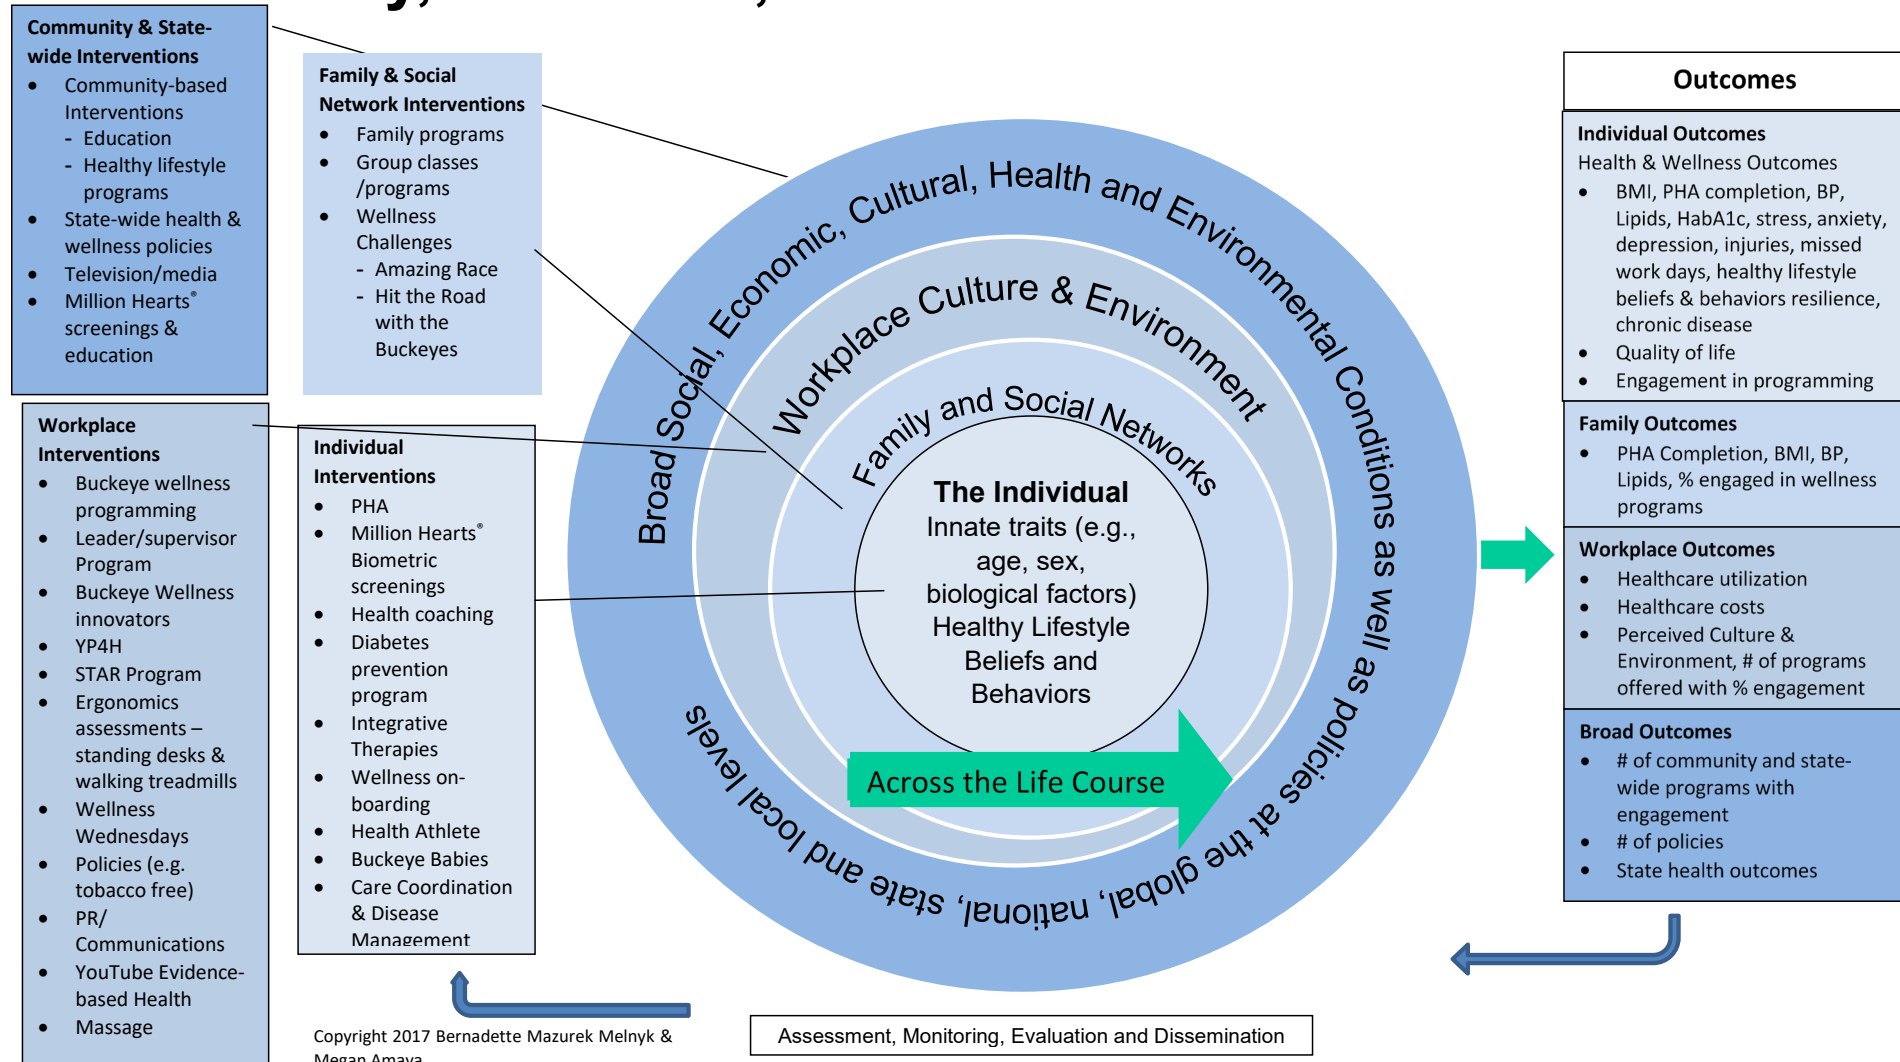 Community & State-
wide Interventions
• Community-based
Interventions
- Education
- Healthy lifestyle
programs
• State-wide health &
wellness policies
• Television/media
• Million Hearts®
screenings &
education
Family & Social
Network Interventions
• Family programs
• Group classes
/programs
• Wellness
Challenges
- Amazing Race
- Hit the Road
with the
Buckeyes
Workplace
Interventions
• Buckeye wellness
programming
• Leader/supervisor
Program
• Buckeye Wellness
innovators
• YP4H
• STAR Program
• Ergonomics
assessments –
standing desks &
walking treadmills
• Wellness
Wednesdays
• Policies (e.g.
tobacco free)
• PR/
Communications
• YouTube Evidence-
based Health
• Massage
Individual
Interventions
• PHA
• Million Hearts®
Biometric
screenings
• Health coaching
• Diabetes
prevention
program
• Integrative
Therapies
• Wellness on-
boarding
• Health Athlete
• Buckeye Babies
• Care Coordination
& Disease
Management
Broad Social, Economic, Cultural, Health and Environmental Conditions as well as policies at the global, national, state and local levels
Workplace Culture & Environment
Family and Social Networks
The Individual
Innate traits (e.g.,
age, sex,
biological factors)
Healthy Lifestyle
Beliefs and
Behaviors
Across the Life Course
Outcomes
Individual Outcomes
Health & Wellness Outcomes
• BMI, PHA completion, BP,
Lipids, HabA1c, stress, anxiety,
depression, injuries, missed
work days, healthy lifestyle
beliefs & behaviors resilience,
chronic disease
• Quality of life
• Engagement in programming
Family Outcomes
• PHA Completion, BMI, BP,
Lipids, % engaged in wellness
programs
Workplace Outcomes
• Healthcare utilization
• Healthcare costs
• Perceived Culture &
Environment, # of programs
offered with % engagement
Broad Outcomes
• # of community and state-
wide programs with
engagement
• # of policies
• State health outcomes
Assessment, Monitoring, Evaluation and Dissemination
Copyright 2017 Bernadette Mazurek Melnyk &
Megan Amaya